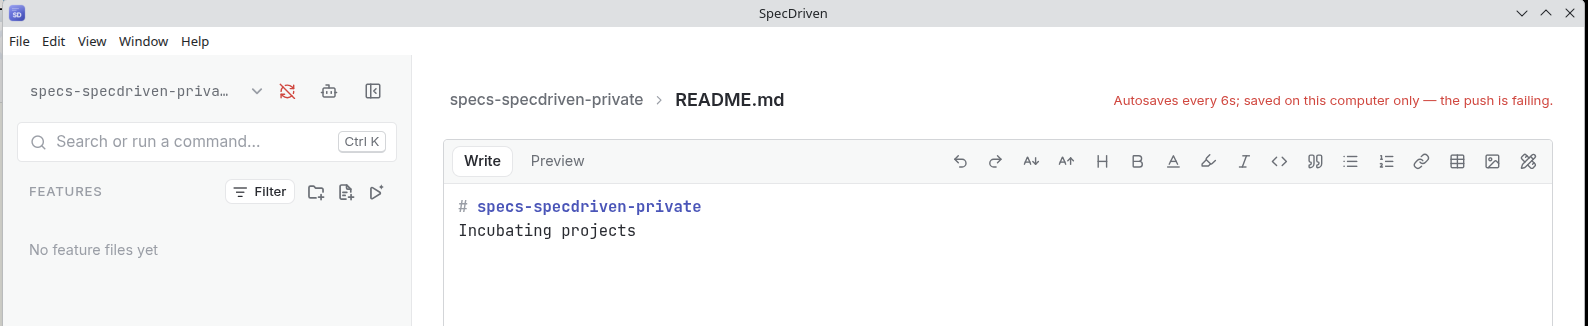 SD
SpecDriven
File Edit View Window Help
specs-specdriven-priva…
specs-specdriven-private > README.md
Autosaves every 6s; saved on this computer only — the push is failing.
Search or run a command… Ctrl K
Write Preview
FEATURES Filter
# specs-specdriven-private
Incubating projects
No feature files yet